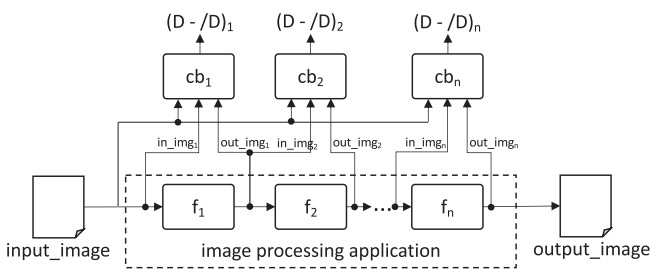 (D - /D)₁ (D - /D)₂ (D - /D)ₙ
cb₁ cb₂ cbₙ
in_img₁ out_img₁ in_img₂ out_img₂ in_imgₙ out_imgₙ
f₁ f₂ ... fₙ
input_image image processing application output_image